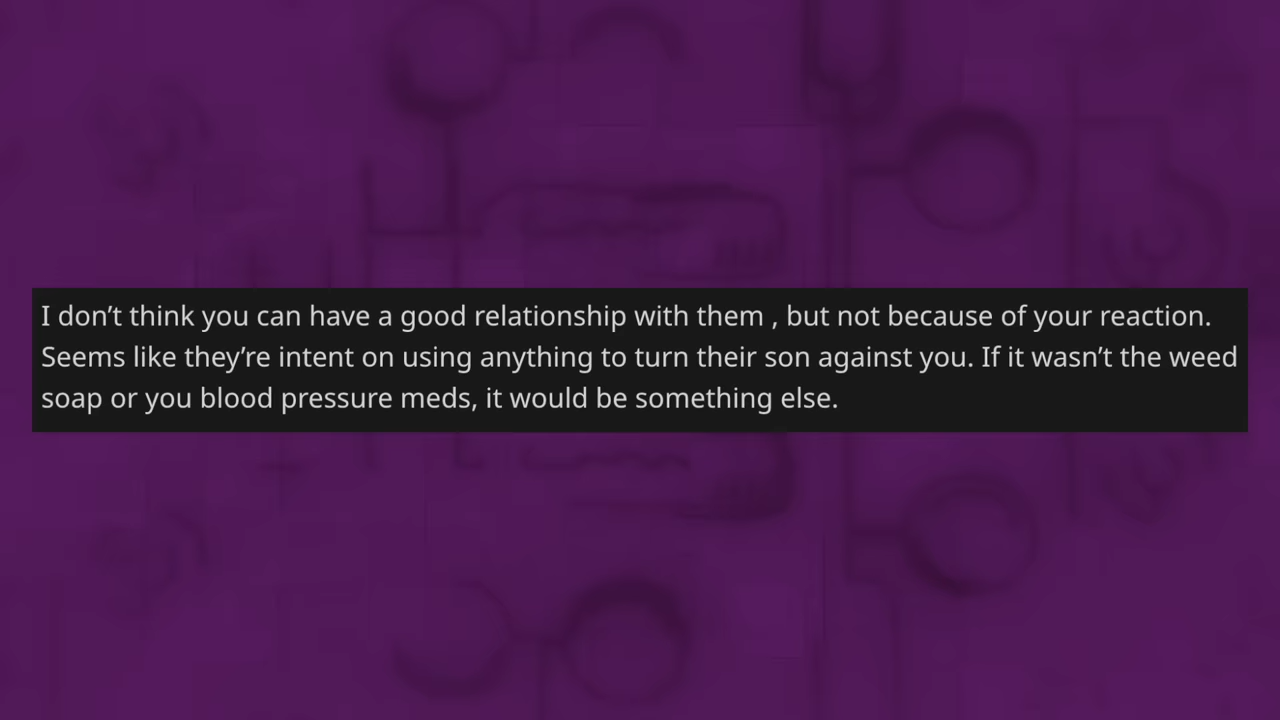 I don’t think you can have a good relationship with them , but not because of your reaction.
Seems like they’re intent on using anything to turn their son against you. If it wasn’t the weed
soap or you blood pressure meds, it would be something else.